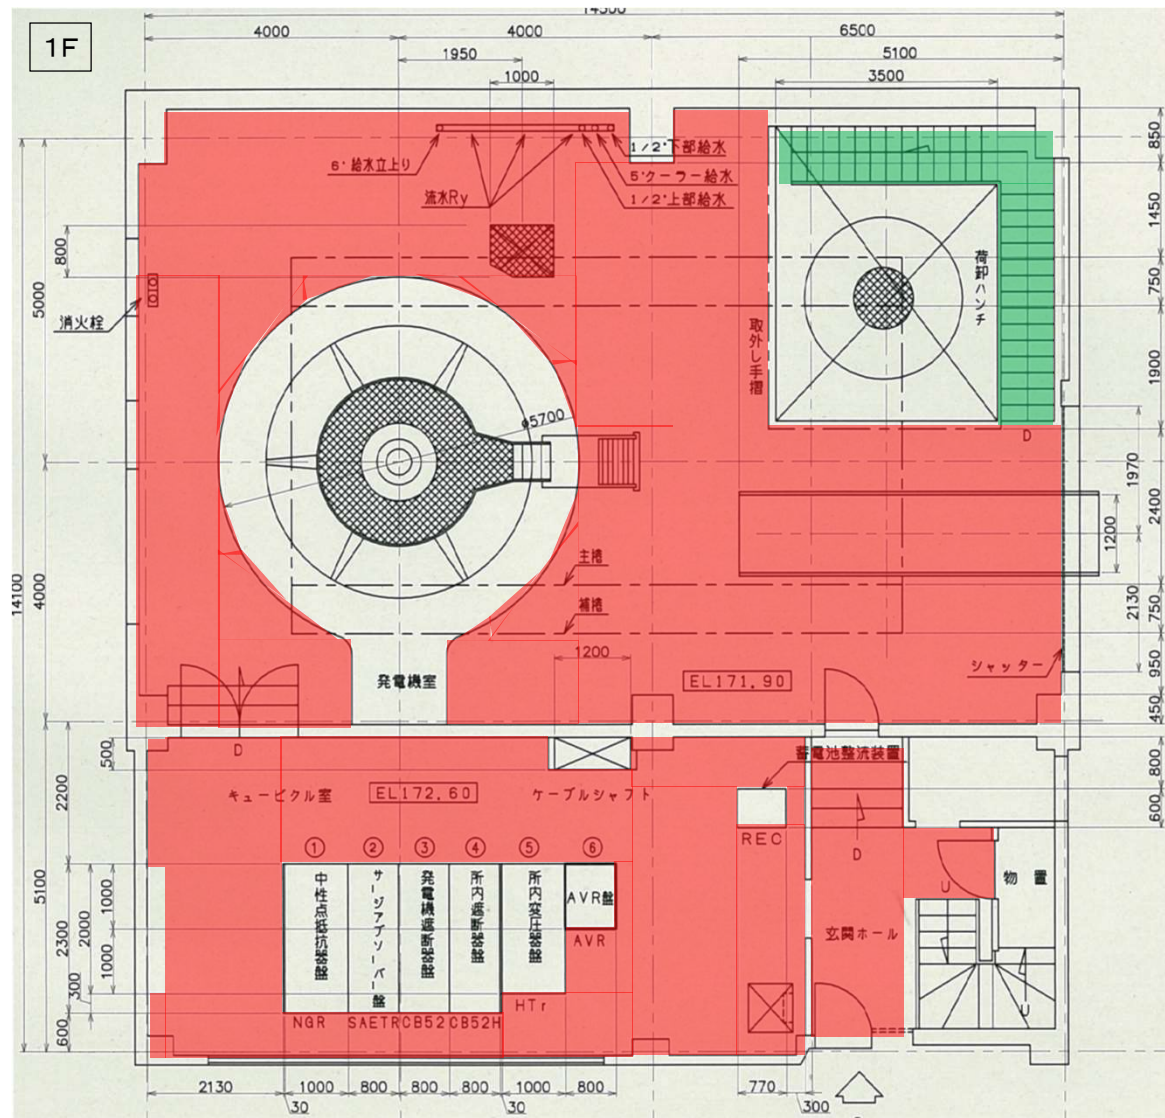 14500
1F
4000
4000
6500
1950
5100
1000
3500
6' 給水立上り
流水Ry
1/2'下部給水
5'クーラー給水
1/2'上部給水
850
1450
750
1900
1970
2400
1200
2130
750
950
450
800
5000
消火栓
取外し手摺
荷卸ハンチ
φ5700
D
14100
4000
主槽
補槽
1200
発電機室
EL171.90
シャッター
D
500
2200
キュービクル室
EL172.60
ケーブルシャフト
蓄電池整流装置
800
600
REC
D
5100
① ② ③ ④ ⑤ ⑥
中性点抵抗器盤
サージアブソーバー盤
発電機遮断器盤
所内遮断器盤
所内変圧器盤
AVR盤
AVR
HTr
NGR SAETR CB52 CB52H
2300
2000
1000
1000
300
600
物置
U
玄関ホール
U
2130
1000
800
800
800
1000
800
770
30
30
300